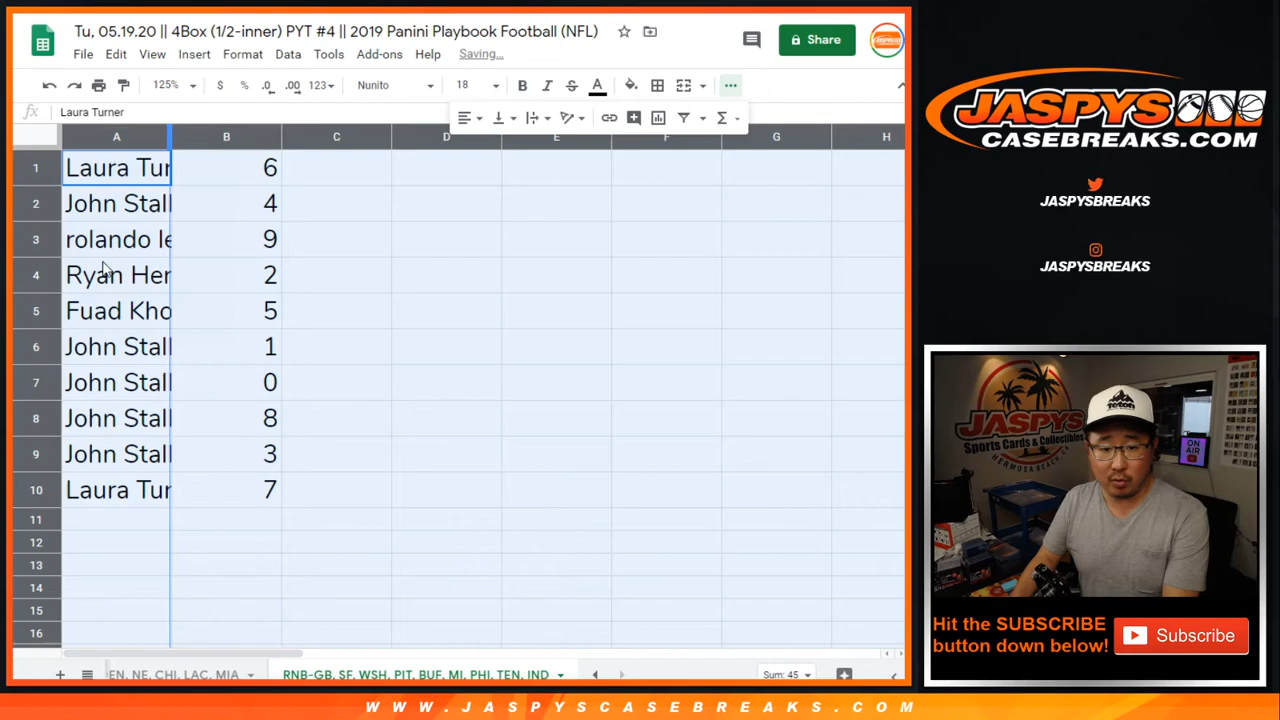 Tu, 05.19.20 || 4Box (1/2-inner) PYT #4 || 2019 Panini Playbook Football (NFL)
File Edit View Insert Format Data Tools Add-ons Help Saving...
Share
125% $ % .0 .00 123 Nunito 18 B I S A
fx Laura Turner
A B C D E F G H
1 Laura Tur 6
2 John Stall 4
3 rolando le 9
4 Ryan Her 2
5 Fuad Kho 5
6 John Stall 1
7 John Stall 0
8 John Stall 8
9 John Stall 3
10 Laura Tur 7
11
12
13
14
15
16
EN, NE, CHI, LAC, MIA RNB-GB, SF, WSH, PIT, BUF, MI, PHI, TEN, IND Sum: 45
JASPYS
CASEBREAKS.COM
JASPYSBREAKS
JASPYSBREAKS
JASPYS
Sports Cards & Collectibles
HERMOSA BEACH, CA
TETON
ON AIR
Hit the SUBSCRIBE
button down below!
Subscribe
WWW.JASPYSCASEBREAKS.COM